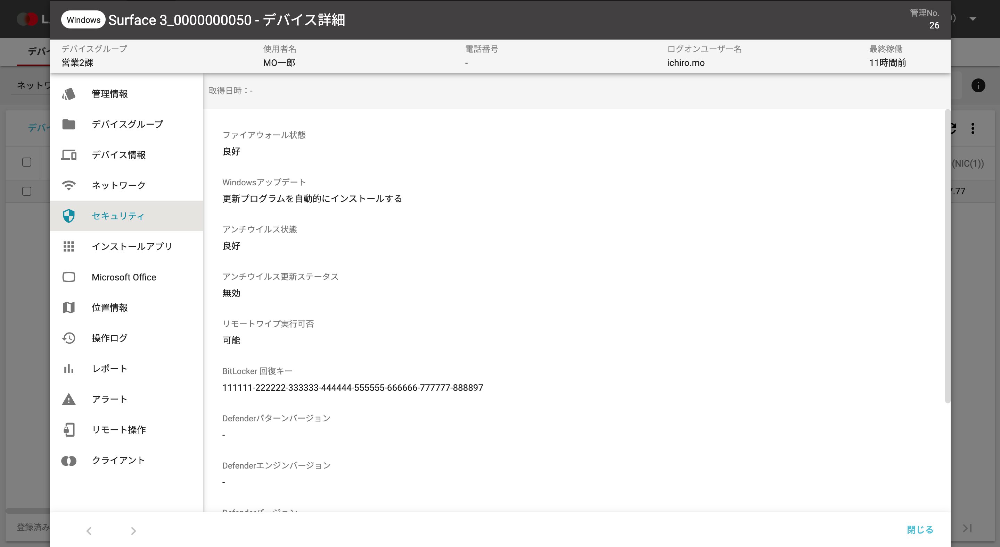 Windows Surface 3_0000000050 - デバイス詳細
管理No.
26
デバイスグループ 使用者名 電話番号 ログオンユーザー名 最終稼働
営業2課 MO一郎 - ichiro.mo 11時間前
取得日時：-
管理情報
デバイスグループ
デバイス情報
ネットワーク
セキュリティ
インストールアプリ
Microsoft Office
位置情報
操作ログ
レポート
アラート
リモート操作
クライアント
ファイアウォール状態
良好
Windowsアップデート
更新プログラムを自動的にインストールする
アンチウイルス状態
良好
アンチウイルス更新ステータス
無効
リモートワイプ実行可否
可能
BitLocker 回復キー
111111-222222-333333-444444-555555-666666-777777-888897
Defenderパターンバージョン
-
Defenderエンジンバージョン
-
Defenderバージョン
閉じる
デバイ
ネットワ
デバイ
(NIC(1))
7.77
登録済み